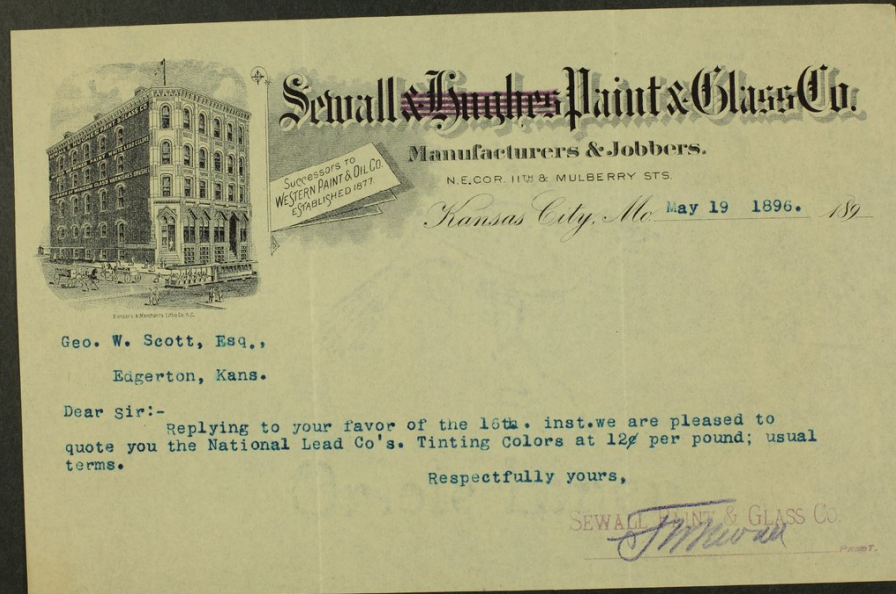 Sewall & Hughes Paint & Glass Co.
Manufacturers & Jobbers.
Successors to
Western Paint & Oil Co.
Established 1877.
N.E. COR. 11TH & MULBERRY STS.
Kansas City, Mo. May 19 1896. 189
Geo. W. Scott, Esq.,
Edgerton, Kans.
Dear Sir:-
Replying to your favor of the 16th. inst.we are pleased to
quote you the National Lead Co's. Tinting Colors at 12¢ per pound; usual
terms.
Respectfully yours,
SEWALL PAINT & GLASS CO.
PREST.